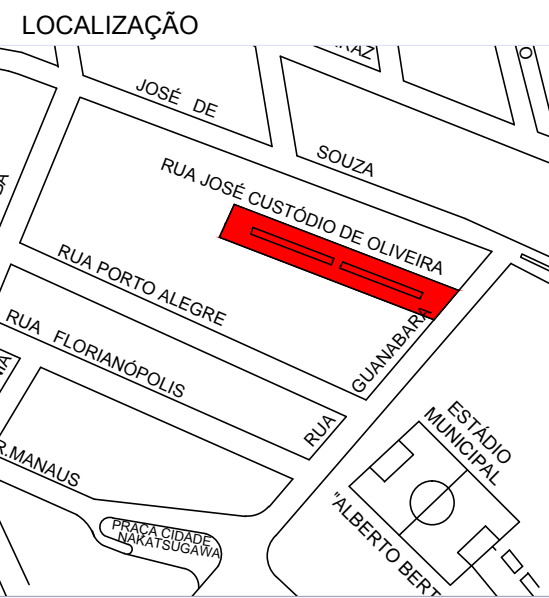 LOCALIZAÇÃO
JOSÉ DE
SOUZA
RUA JOSÉ CUSTÓDIO DE OLIVEIRA
RUA PORTO ALEGRE
GUANABARA
RUA
RUA FLORIANÓPOLIS
R.MANAUS
PRAÇA CIDADE
NAKATSUGAWA
ESTÁDIO
MUNICIPAL
"ALBERTO BERT